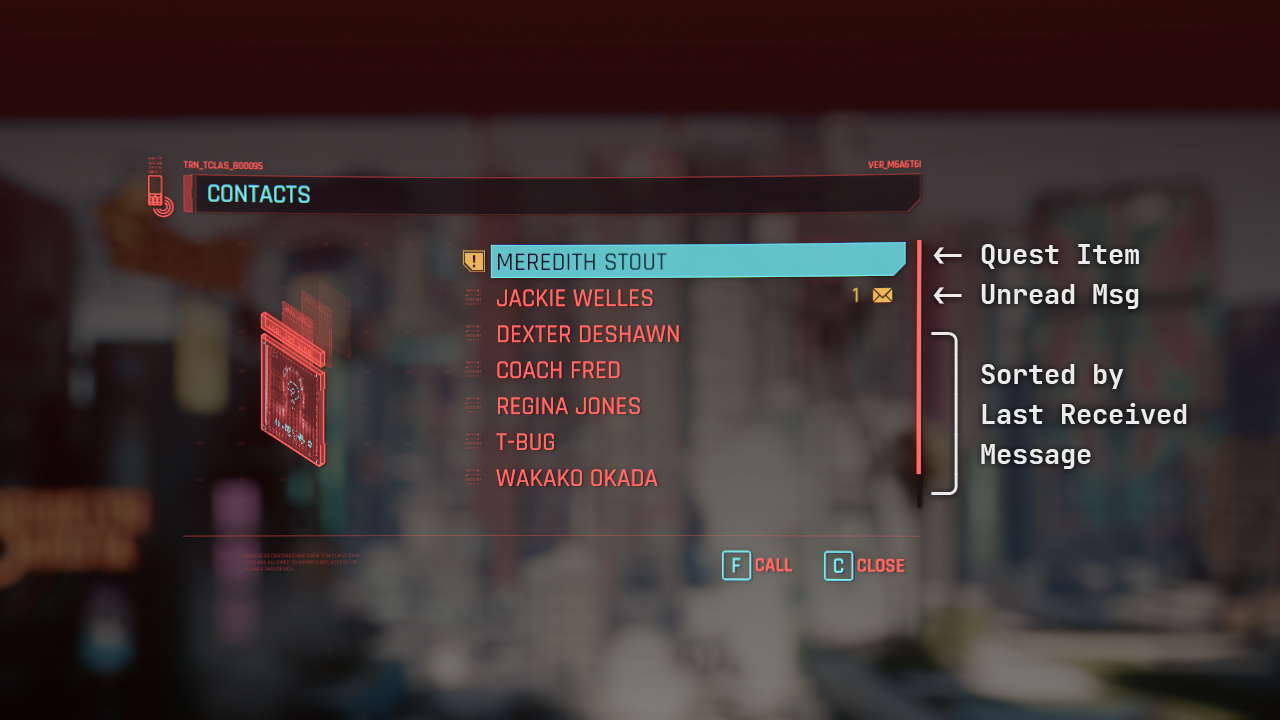 TRN_TCLAS_800095
VER_M6A6T6I
CONTACTS
! MEREDITH STOUT
← Quest Item
JACKIE WELLES 1
← Unread Msg
DEXTER DESHAWN
COACH FRED
REGINA JONES
T-BUG
WAKAKO OKADA
Sorted by
Last Received
Message
F CALL
C CLOSE